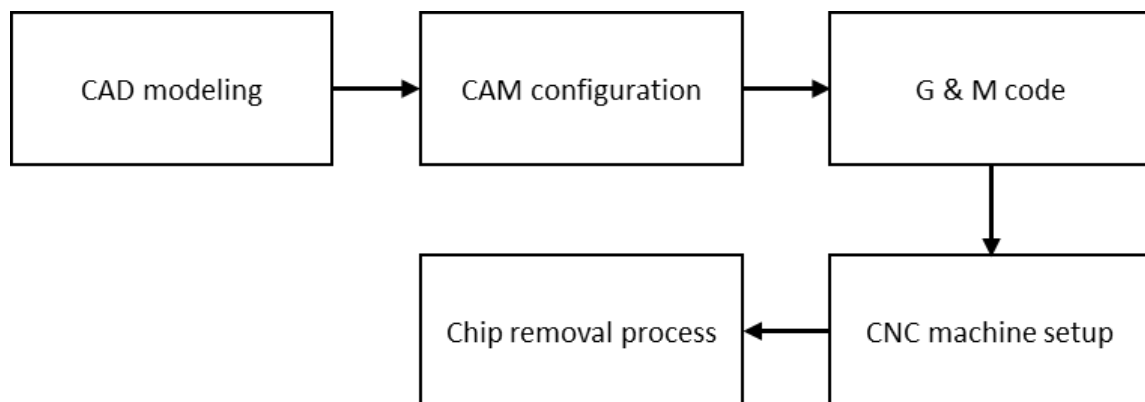 CAD modeling
CAM configuration
G & M code
CNC machine setup
Chip removal process